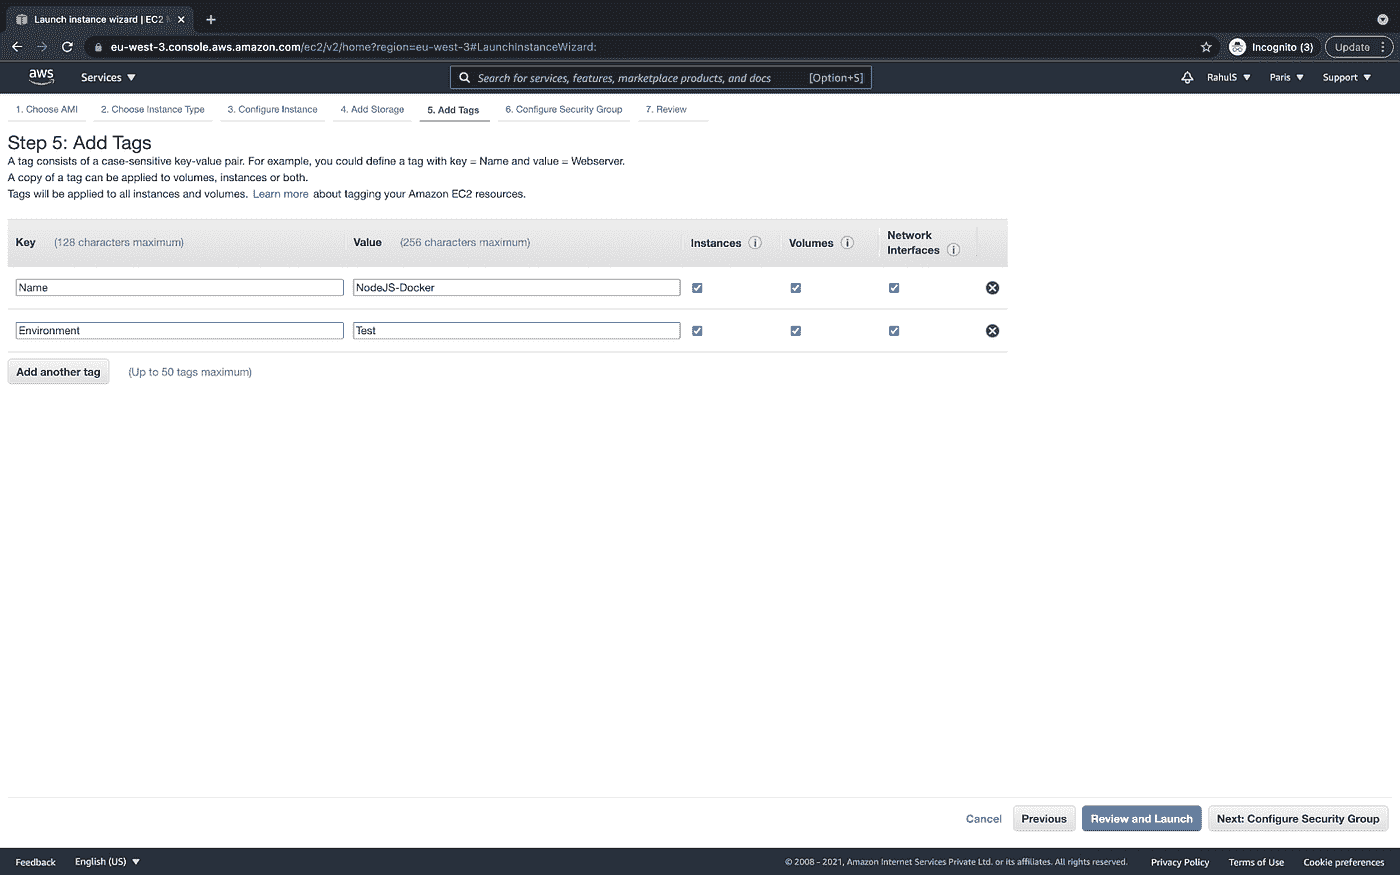 Launch instance wizard | EC2
eu-west-3.console.aws.amazon.com/ec2/v2/home?region=eu-west-3#LaunchInstanceWizard:
Incognito (3)
Update
aws
Services
Search for services, features, marketplace products, and docs
[Option+S]
RahulS
Paris
Support
1. Choose AMI
2. Choose Instance Type
3. Configure Instance
4. Add Storage
5. Add Tags
6. Configure Security Group
7. Review
Step 5: Add Tags
A tag consists of a case-sensitive key-value pair. For example, you could define a tag with key = Name and value = Webserver.
A copy of a tag can be applied to volumes, instances or both.
Tags will be applied to all instances and volumes. Learn more about tagging your Amazon EC2 resources.
Key (128 characters maximum)
Value (256 characters maximum)
Instances
Volumes
Network
Interfaces
Name
NodeJS-Docker
Environment
Test
Add another tag
(Up to 50 tags maximum)
Cancel
Previous
Review and Launch
Next: Configure Security Group
Feedback
English (US)
© 2008 - 2021, Amazon Internet Services Private Ltd. or its affiliates. All rights reserved.
Privacy Policy
Terms of Use
Cookie preferences